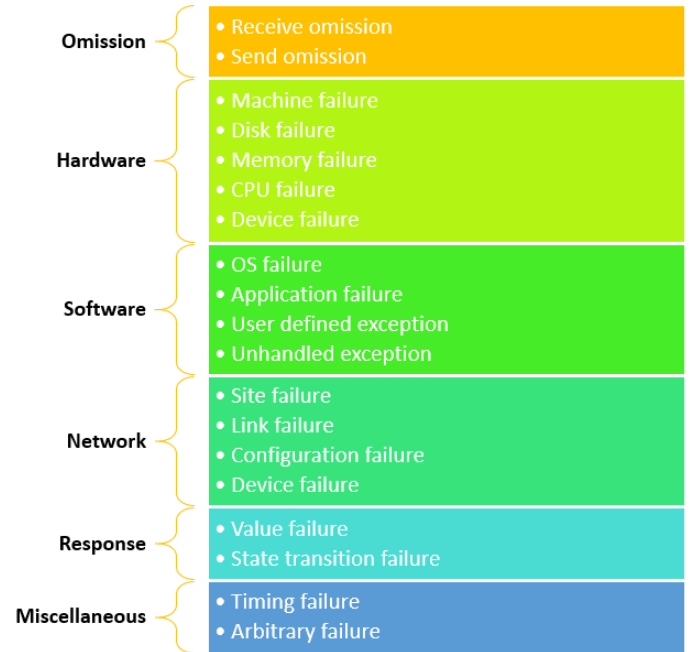 Omission
• Receive omission
• Send omission
Hardware
• Machine failure
• Disk failure
• Memory failure
• CPU failure
• Device failure
Software
• OS failure
• Application failure
• User defined exception
• Unhandled exception
Network
• Site failure
• Link failure
• Configuration failure
• Device failure
Response
• Value failure
• State transition failure
Miscellaneous
• Timing failure
• Arbitrary failure